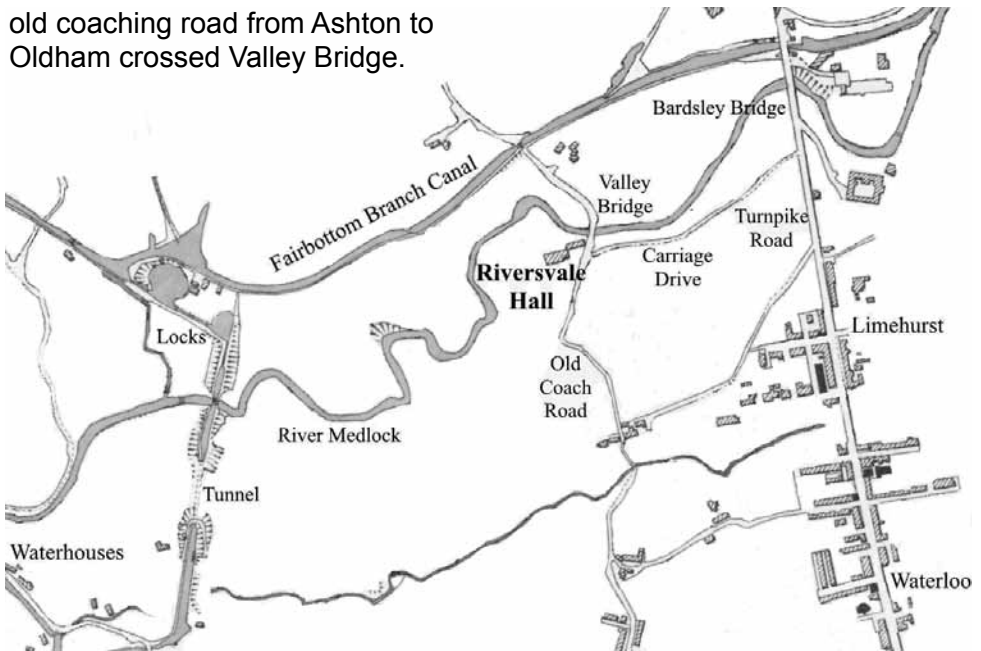 old coaching road from Ashton to
Oldham crossed Valley Bridge.
Bardsley Bridge
Fairbottom Branch Canal
Valley
Bridge
Turnpike
Road
Carriage
Drive
Riversvale
Hall
Limehurst
Locks
Old
Coach
Road
River Medlock
Tunnel
Waterhouses
Waterloo